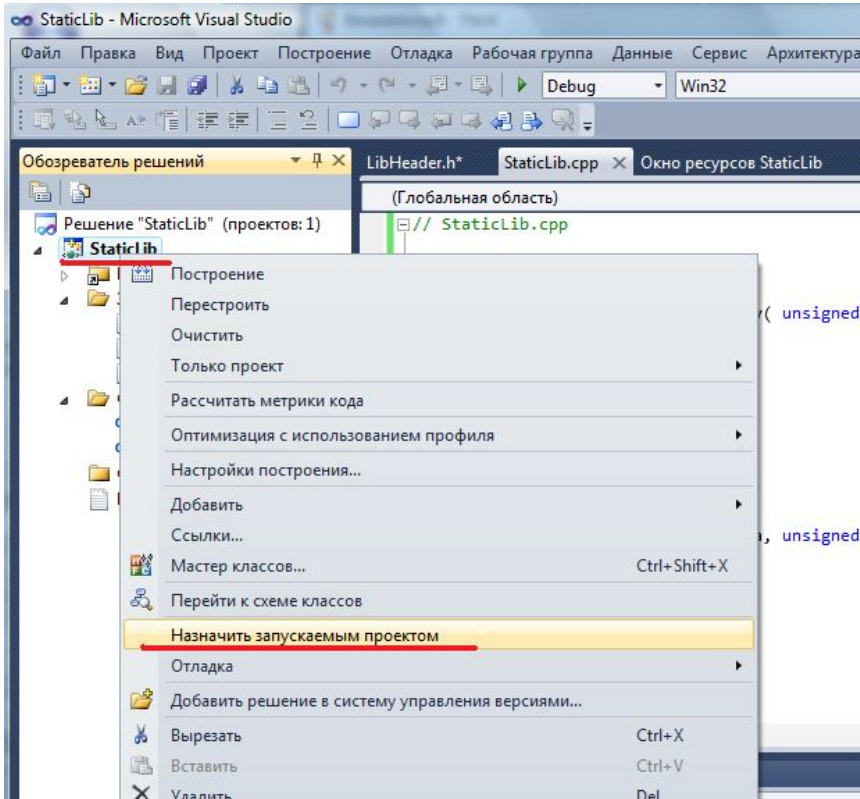 StaticLib - Microsoft Visual Studio
Файл Правка Вид Проект Построение Отладка Рабочая группа Данные Сервис Архитектура
Debug Win32
Обозреватель решений
LibHeader.h* StaticLib.cpp Окно ресурсов StaticLib
(Глобальная область)
Решение "StaticLib" (проектов: 1)
// StaticLib.cpp
StaticLib
Построение
Перестроить
( unsigned
Очистить
Только проект
Рассчитать метрики кода
Оптимизация с использованием профиля
Настройки построения...
Добавить
Ссылки...
, unsigned
Мастер классов... Ctrl+Shift+X
Перейти к схеме классов
Назначить запускаемым проектом
Отладка
Добавить решение в систему управления версиями...
Вырезать Ctrl+X
Вставить Ctrl+V
Удалить Del